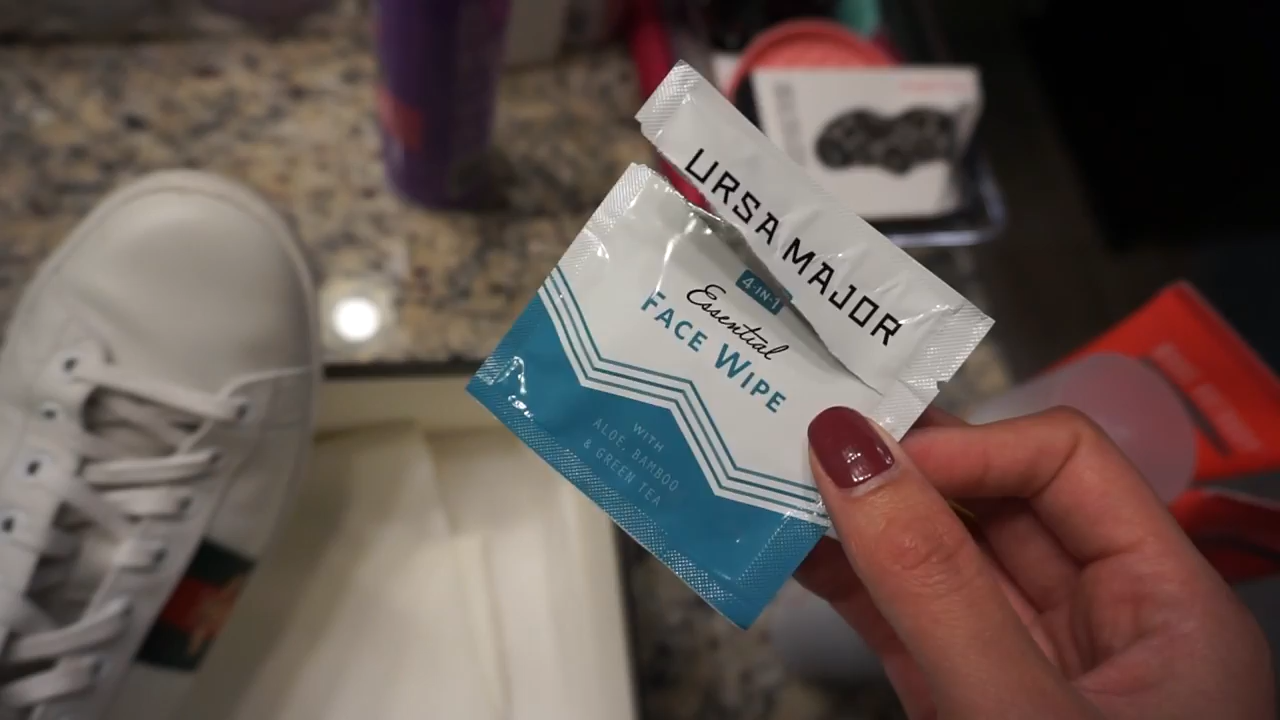 URSA MAJOR
4-IN-1
Essential
FACE WIPE
WITH
ALOE, BAMBOO
& GREEN TEA